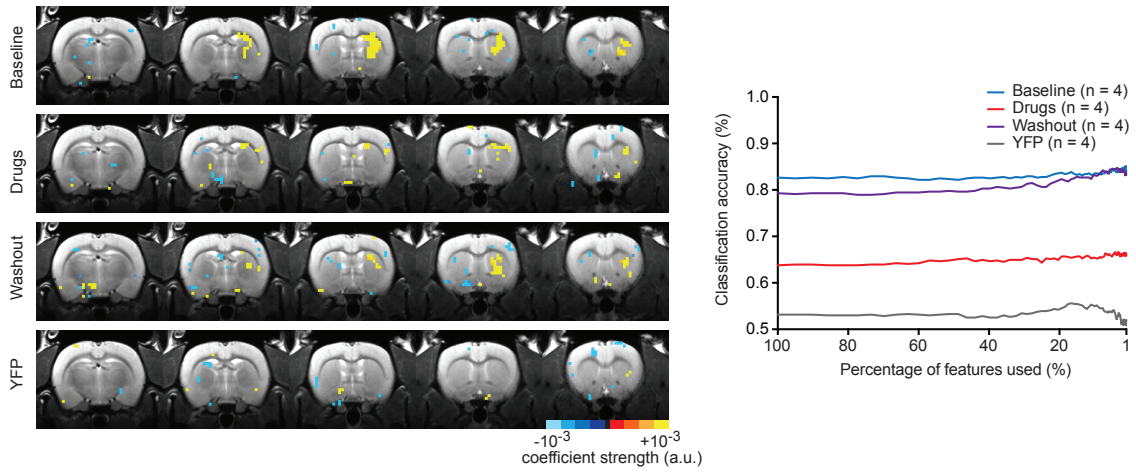 Baseline
Drugs
Washout
YFP
-10⁻³ +10⁻³
coefficient strength (a.u.)
Baseline (n = 4)
Drugs (n = 4)
Washout (n = 4)
YFP (n = 4)
Classification accuracy (%)
1.0
0.9
0.8
0.7
0.6
0.5
100 80 60 40 20 1
Percentage of features used (%)